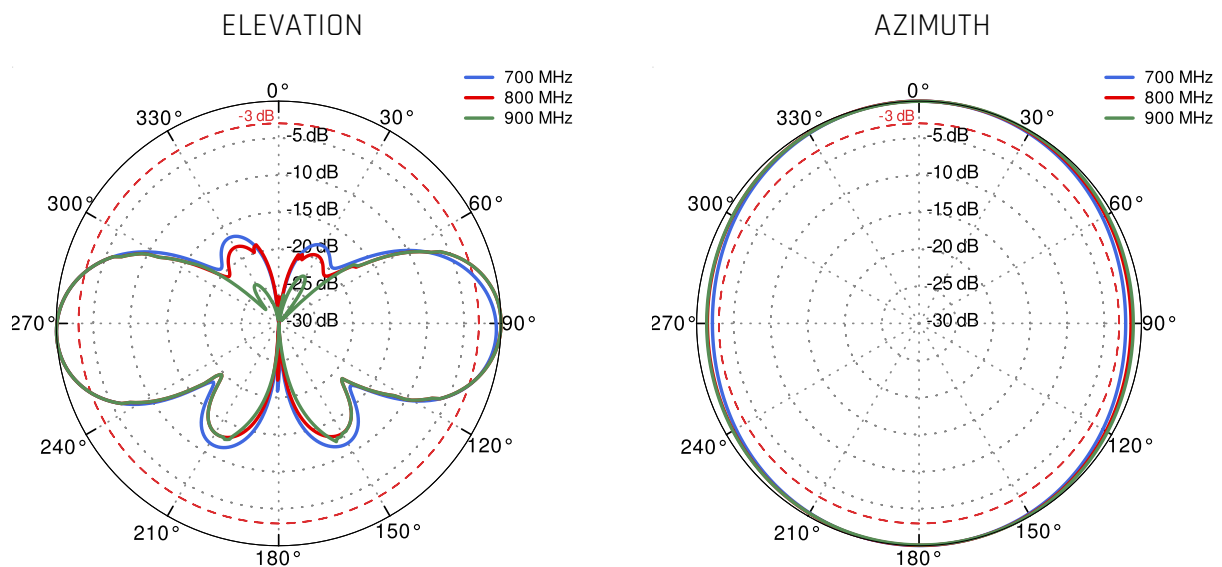 ELEVATION
700 MHz
800 MHz
900 MHz
0°
330°
30°
-3 dB
-5 dB
-10 dB
300°
60°
-15 dB
-20 dB
-25 dB
270°
-30 dB
90°
240°
120°
210°
150°
180°
AZIMUTH
700 MHz
800 MHz
900 MHz
0°
330°
30°
-3 dB
-5 dB
-10 dB
300°
60°
-15 dB
-20 dB
-25 dB
270°
-30 dB
90°
240°
120°
210°
150°
180°